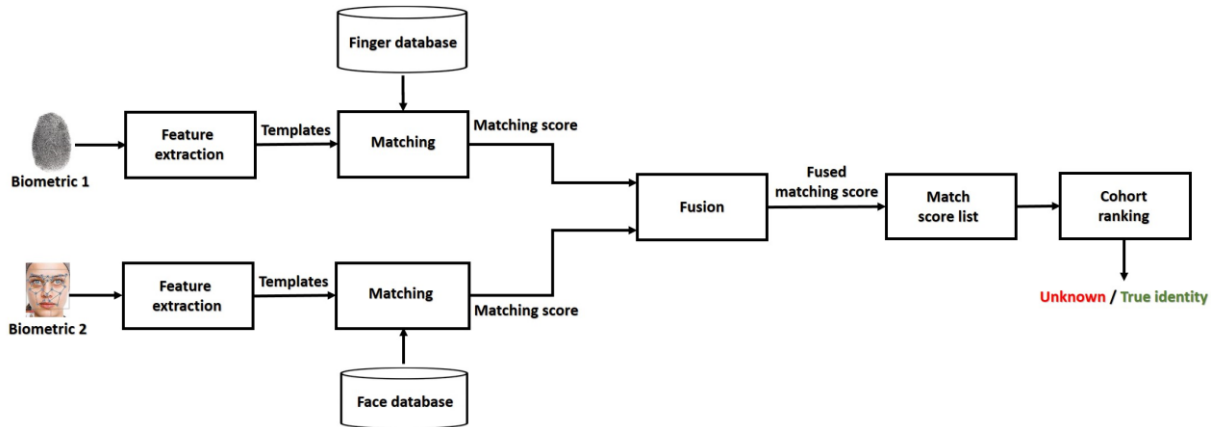 Finger database
Biometric 1
Feature
extraction
Templates
Matching
Matching score
Fusion
Fused
matching score
Match
score list
Cohort
ranking
Unknown / True identity
Biometric 2
Feature
extraction
Templates
Matching
Matching score
Face database